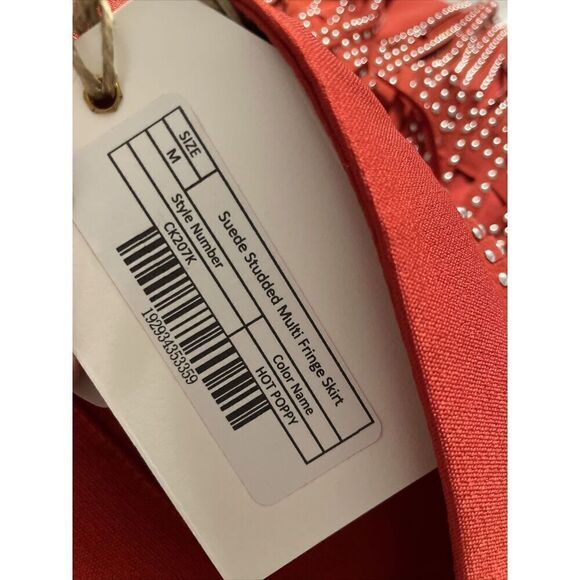 SIZE
M
Suede Studded Multi Fringe Skirt
Style Number
CK207K
Color Name
HOT POPPY
192934353359